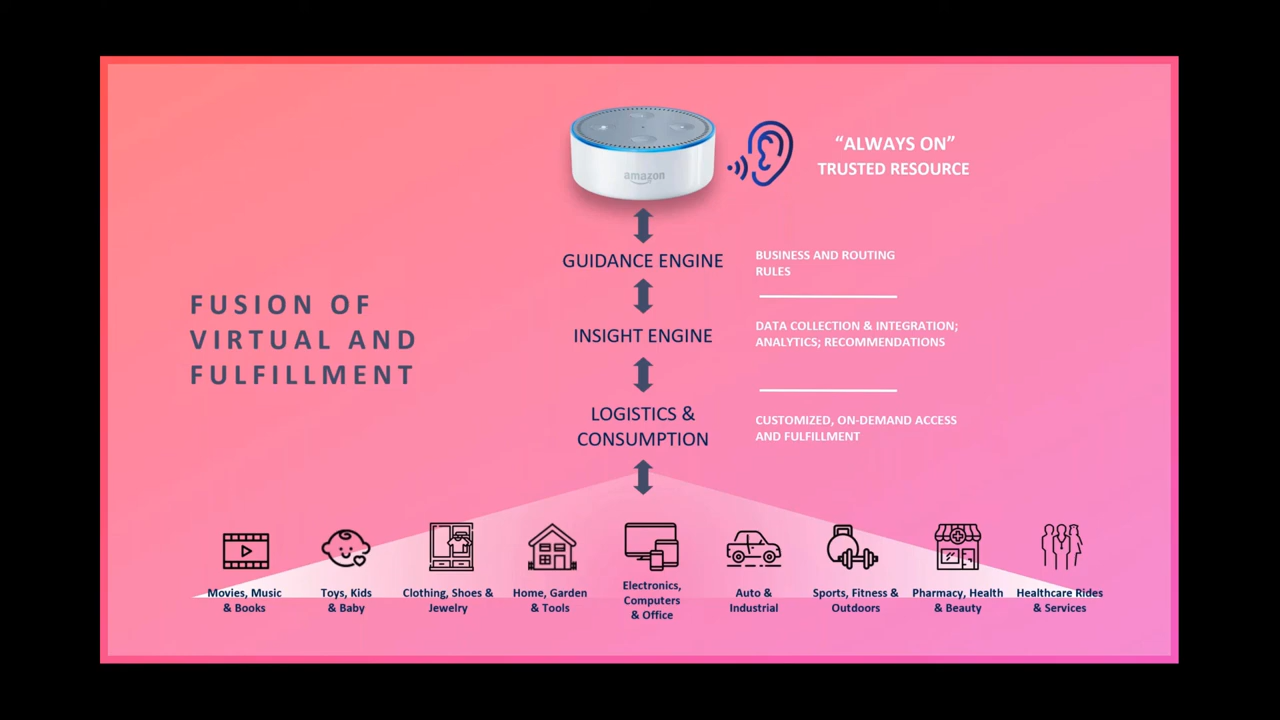 amazon
“ALWAYS ON”
TRUSTED RESOURCE
GUIDANCE ENGINE
BUSINESS AND ROUTING
RULES
FUSION OF
VIRTUAL AND
FULFILLMENT
INSIGHT ENGINE
DATA COLLECTION & INTEGRATION;
ANALYTICS; RECOMMENDATIONS
LOGISTICS &
CONSUMPTION
CUSTOMIZED, ON-DEMAND ACCESS
AND FULFILLMENT
Movies, Music
& Books
Toys, Kids
& Baby
Clothing, Shoes &
Jewelry
Home, Garden
& Tools
Electronics,
Computers
& Office
Auto &
Industrial
Sports, Fitness &
Outdoors
Pharmacy, Health
& Beauty
Healthcare Rides
& Services